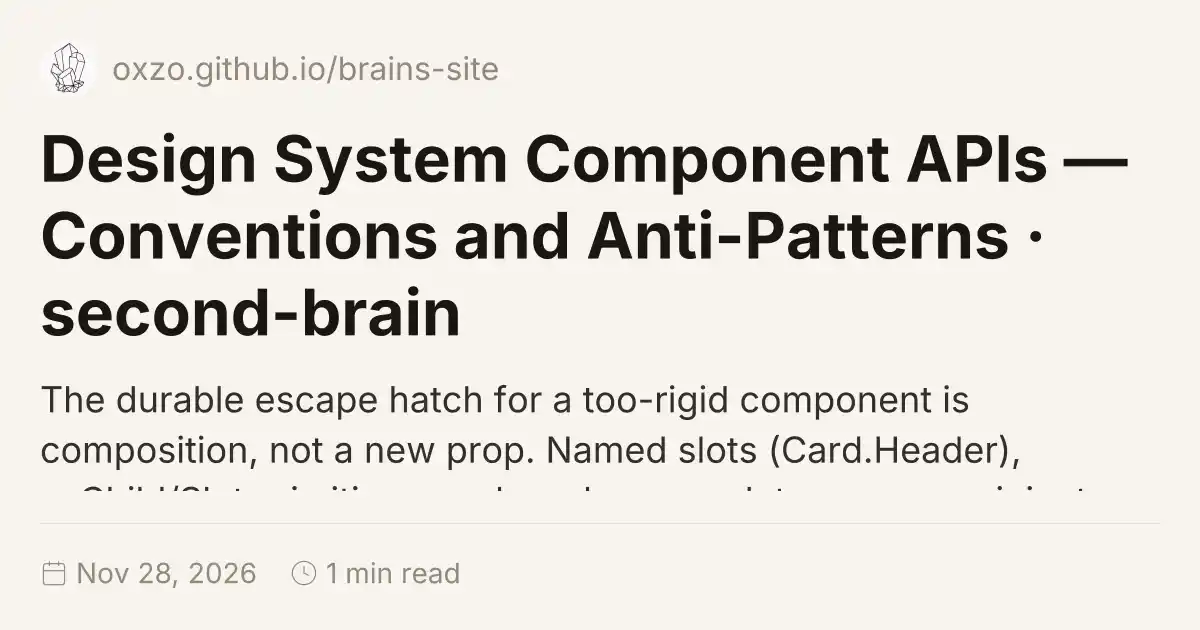 oxzo.github.io/brains-site
Design System Component APIs —
Conventions and Anti-Patterns ·
second-brain
The durable escape hatch for a too-rigid component is
composition, not a new prop. Named slots (Card.Header),
Nov 28, 2026
1 min read